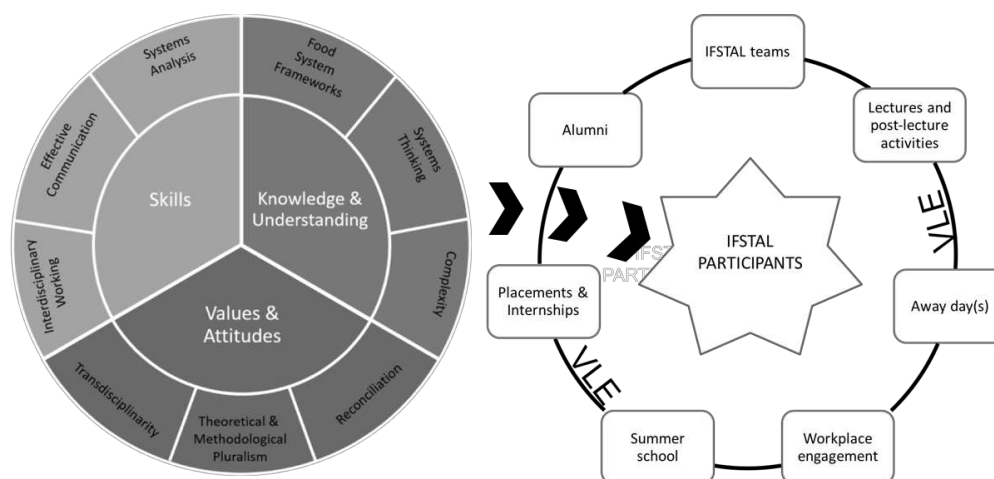 Systems
Analysis
Food
System
Frameworks
Effective
Communication
Systems
Thinking
Skills
Knowledge &
Understanding
Interdisciplinary
Working
Complexity
Values &
Attitudes
Transdisciplinarity
Theoretical &
Methodological
Pluralism
Reconciliation
IFSTAL teams
Alumni
Lectures and
post-lecture
activities
VLE
IFSTAL
PARTICIPANTS
IFS
PARTI
Placements &
Internships
Away day(s)
VLE
Summer
school
Workplace
engagement